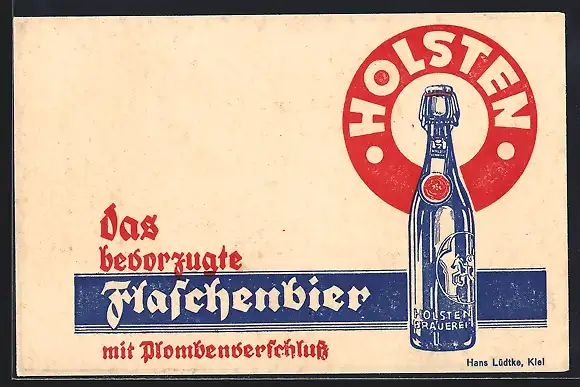 HOLSTEN
das
bevorzugte
Flaschenbier
mit Plombenverschluß
HOLSTEN
BRAUEREI
Hans Lüdtke, Kiel